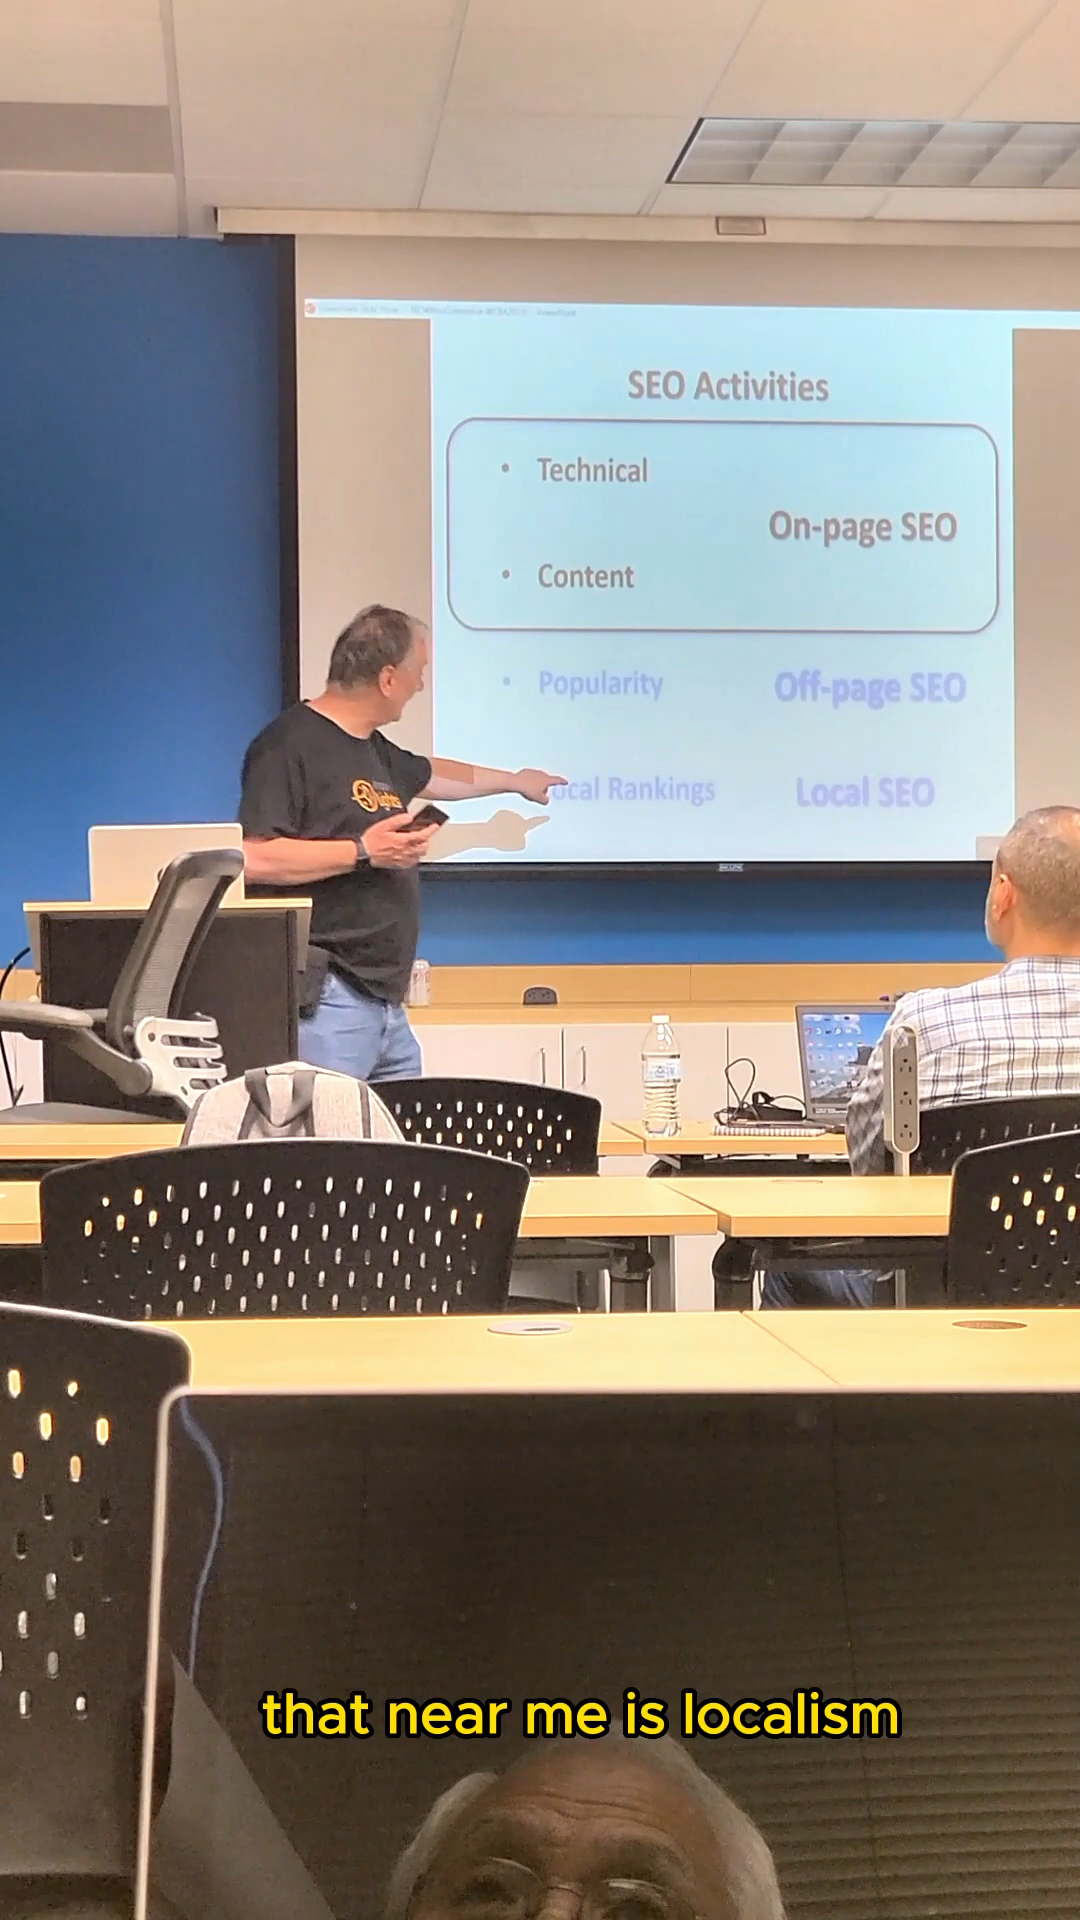 SEO Activities
• Technical
On-page SEO
• Content
• Popularity Off-page SEO
ocal Rankings Local SEO
that near me is localism